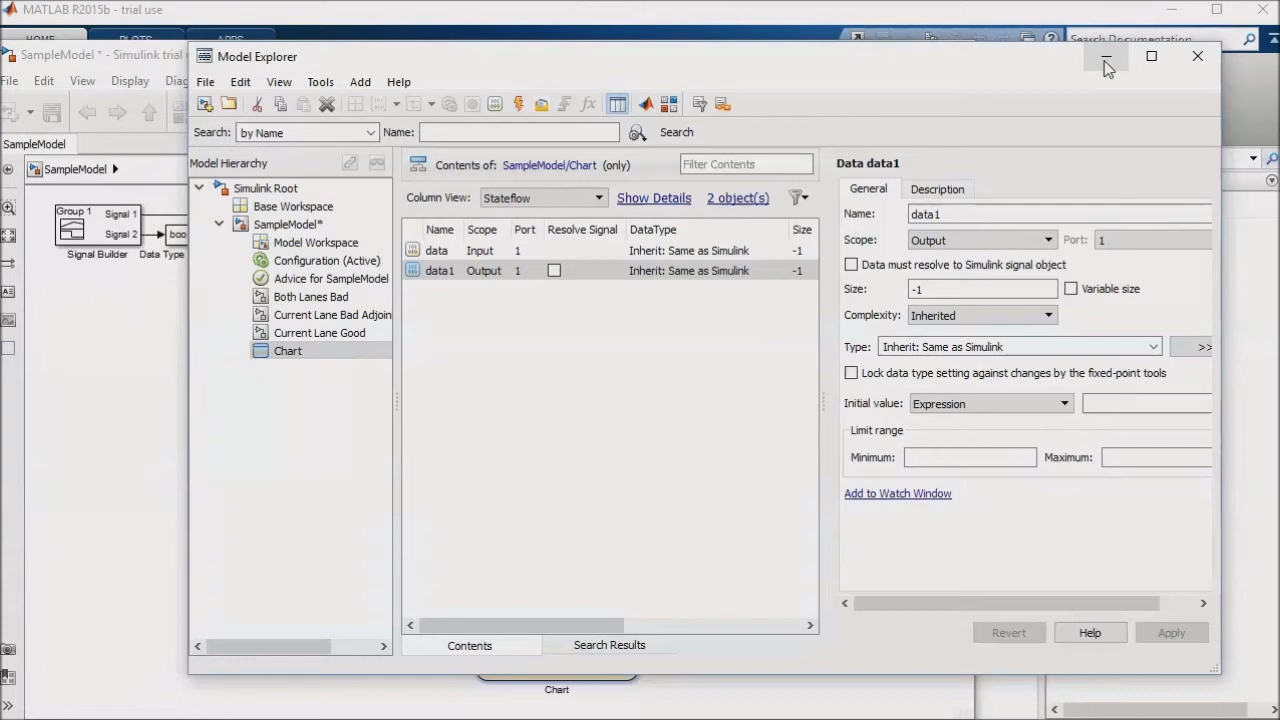 MATLAB R2015b - trial use
HOME PLOTS APPS
Search Documentation
SampleModel * - Simulink trial
File Edit View Display Diag
SampleModel
SampleModel
Group 1
Signal 1
Signal 2
Signal Builder
boo
Data Type
Chart
Model Explorer
File Edit View Tools Add Help
fx
Search: by Name Name: Search
Model Hierarchy
Simulink Root
Base Workspace
SampleModel*
Model Workspace
Configuration (Active)
Advice for SampleModel
Both Lanes Bad
Current Lane Bad Adjoin
Current Lane Good
Chart
Contents of: SampleModel/Chart (only) Filter Contents
Column View: Stateflow Show Details 2 object(s)
Name Scope Port Resolve Signal DataType Size
data Input 1 Inherit: Same as Simulink -1
data1 Output 1 Inherit: Same as Simulink -1
Contents Search Results
Data data1
General Description
Name: data1
Scope: Output Port: 1
Data must resolve to Simulink signal object
Size: -1 Variable size
Complexity: Inherited
Type: Inherit: Same as Simulink >>
Lock data type setting against changes by the fixed-point tools
Initial value: Expression
Limit range
Minimum: Maximum:
Add to Watch Window
Revert Help Apply